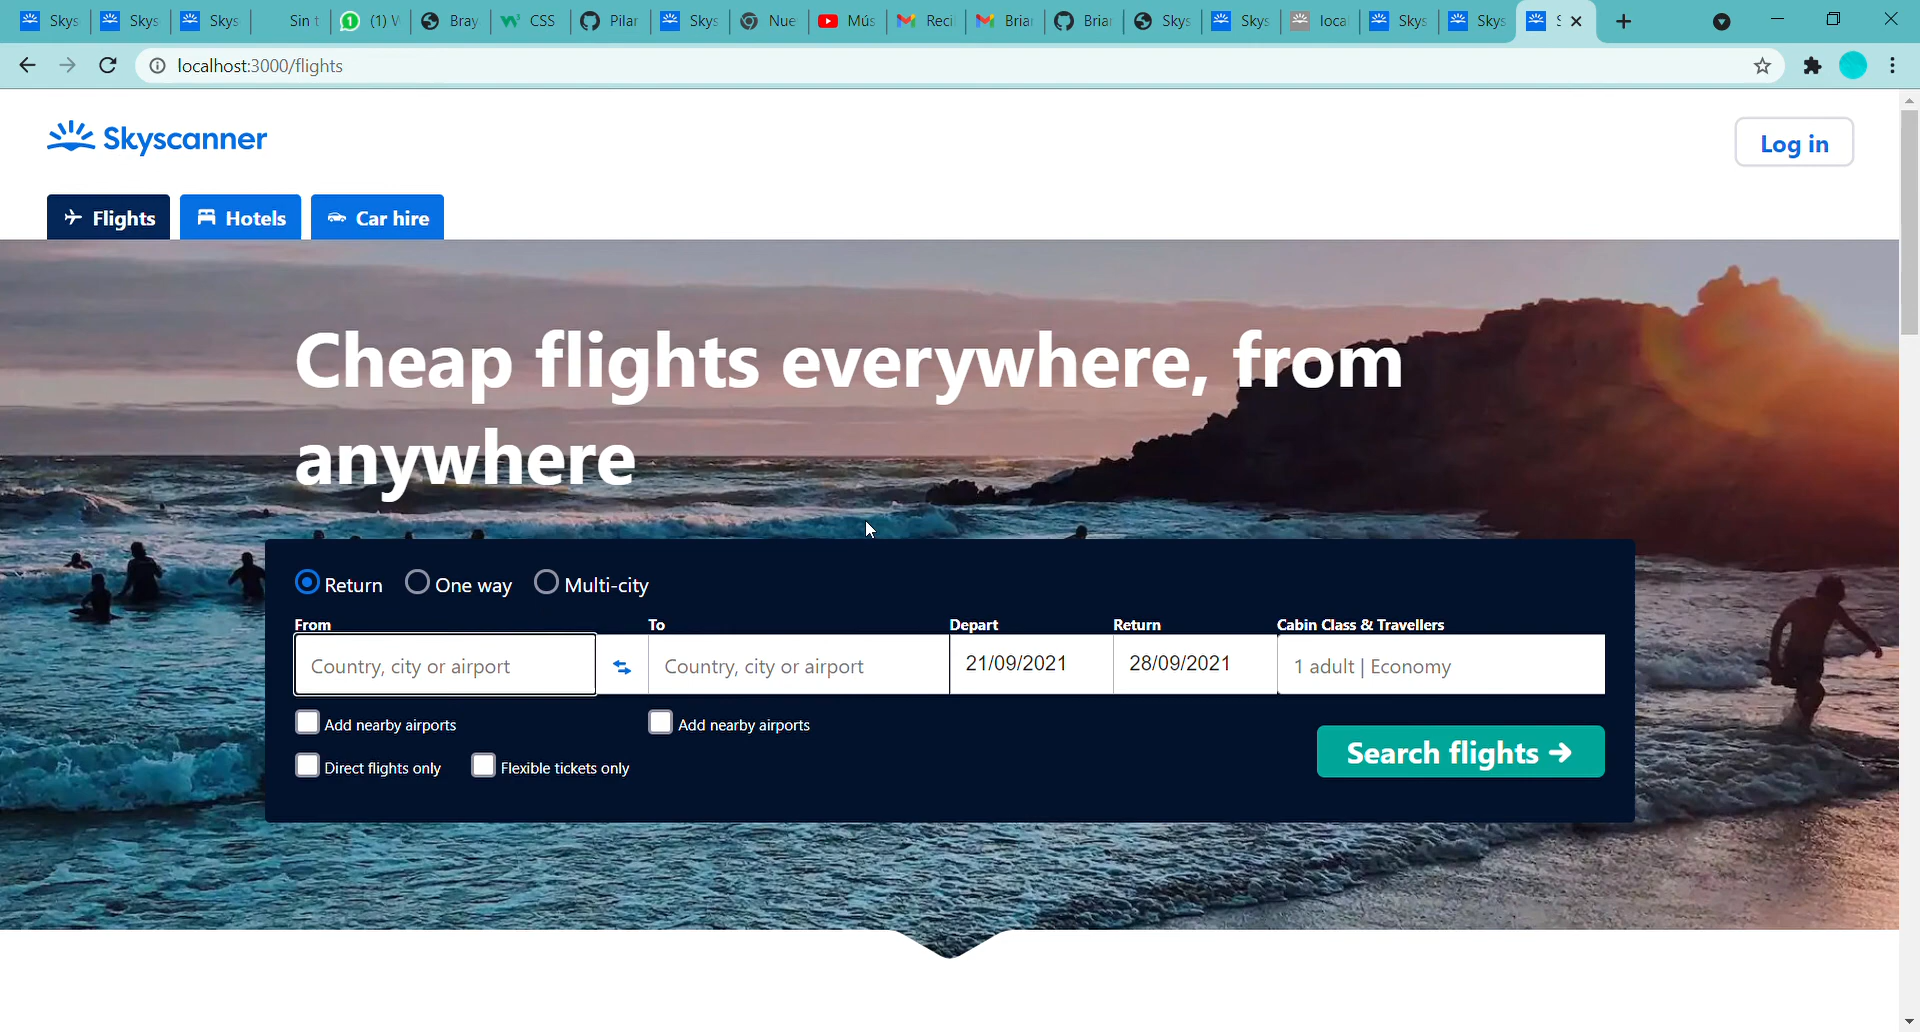 Skys Skys Skys Sin t (1) Bray CSS Pilar Skys Nue Mús Reci Briar Briar Skys Skys loca Skys Skys
localhost:3000/flights
Skyscanner
Log in
Flights Hotels Car hire
Cheap flights everywhere, from
anywhere
Return One way Multi-city
From To Depart Return Cabin Class & Travellers
Country, city or airport Country, city or airport 21/09/2021 28/09/2021 1 adult | Economy
Add nearby airports Add nearby airports
Direct flights only Flexible tickets only
Search flights →